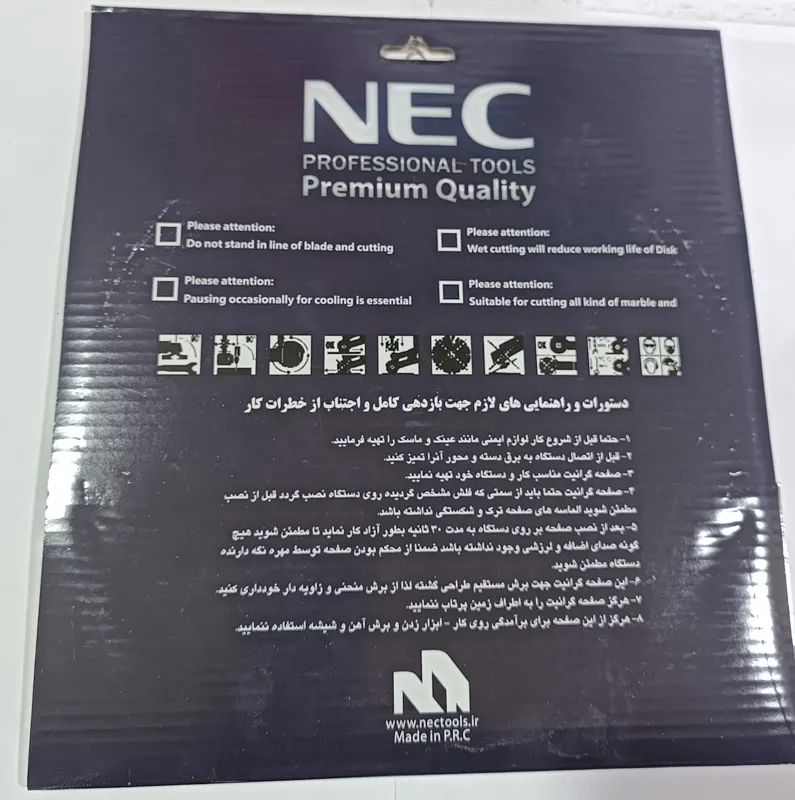 NEC
PROFESSIONAL TOOLS
Premium Quality
Please attention:
Do not stand in line of blade and cutting
Please attention:
Wet cutting will reduce working life of Disk
Please attention:
Pausing occasionally for cooling is essential
Please attention:
Suitable for cutting all kind of marble and
دستورات و راهنمایی های لازم جهت بازدهی کامل و اجتناب از خطرات کار
۱- حتما قبل از شروع کار لوازم ایمنی مانند عینک و ماسک را تهیه فرمایید.
۲- قبل از اتصال دستگاه به برق دسته و محور آنرا تمیز کنید.
۳- صفحه گرانیت مناسب کار و دستگاه خود تهیه نمایید.
۴- صفحه گرانیت حتما باید از سمتی که فلش مشخص گردیده روی دستگاه نصب گردد قبل از نصب
مطمئن شوید الماسه های صفحه ترک و شکستگی نداشته باشد.
۵- بعد از نصب صفحه بر روی دستگاه به مدت ۳۰ ثانیه بطور آزاد کار نماید تا مطمئن شوید هیچ
گونه صدای اضافه و لرزشی وجود نداشته باشد ضمنا از محکم بودن صفحه توسط مهره نگه دارنده
دستگاه مطمئن شوید.
۶- این صفحه گرانیت جهت برش مستقیم طراحی گشته لذا از برش منحنی و زاویه دار خودداری کنید.
۷- هرگز صفحه گرانیت را به اطراف زمین پرتاب ننمایید.
۸- هرگز از این صفحه برای برآمدگی روی کار - ابزار زدن و برش آهن و شیشه استفاده ننمایید.
www.nectools.ir
Made in P.R.C